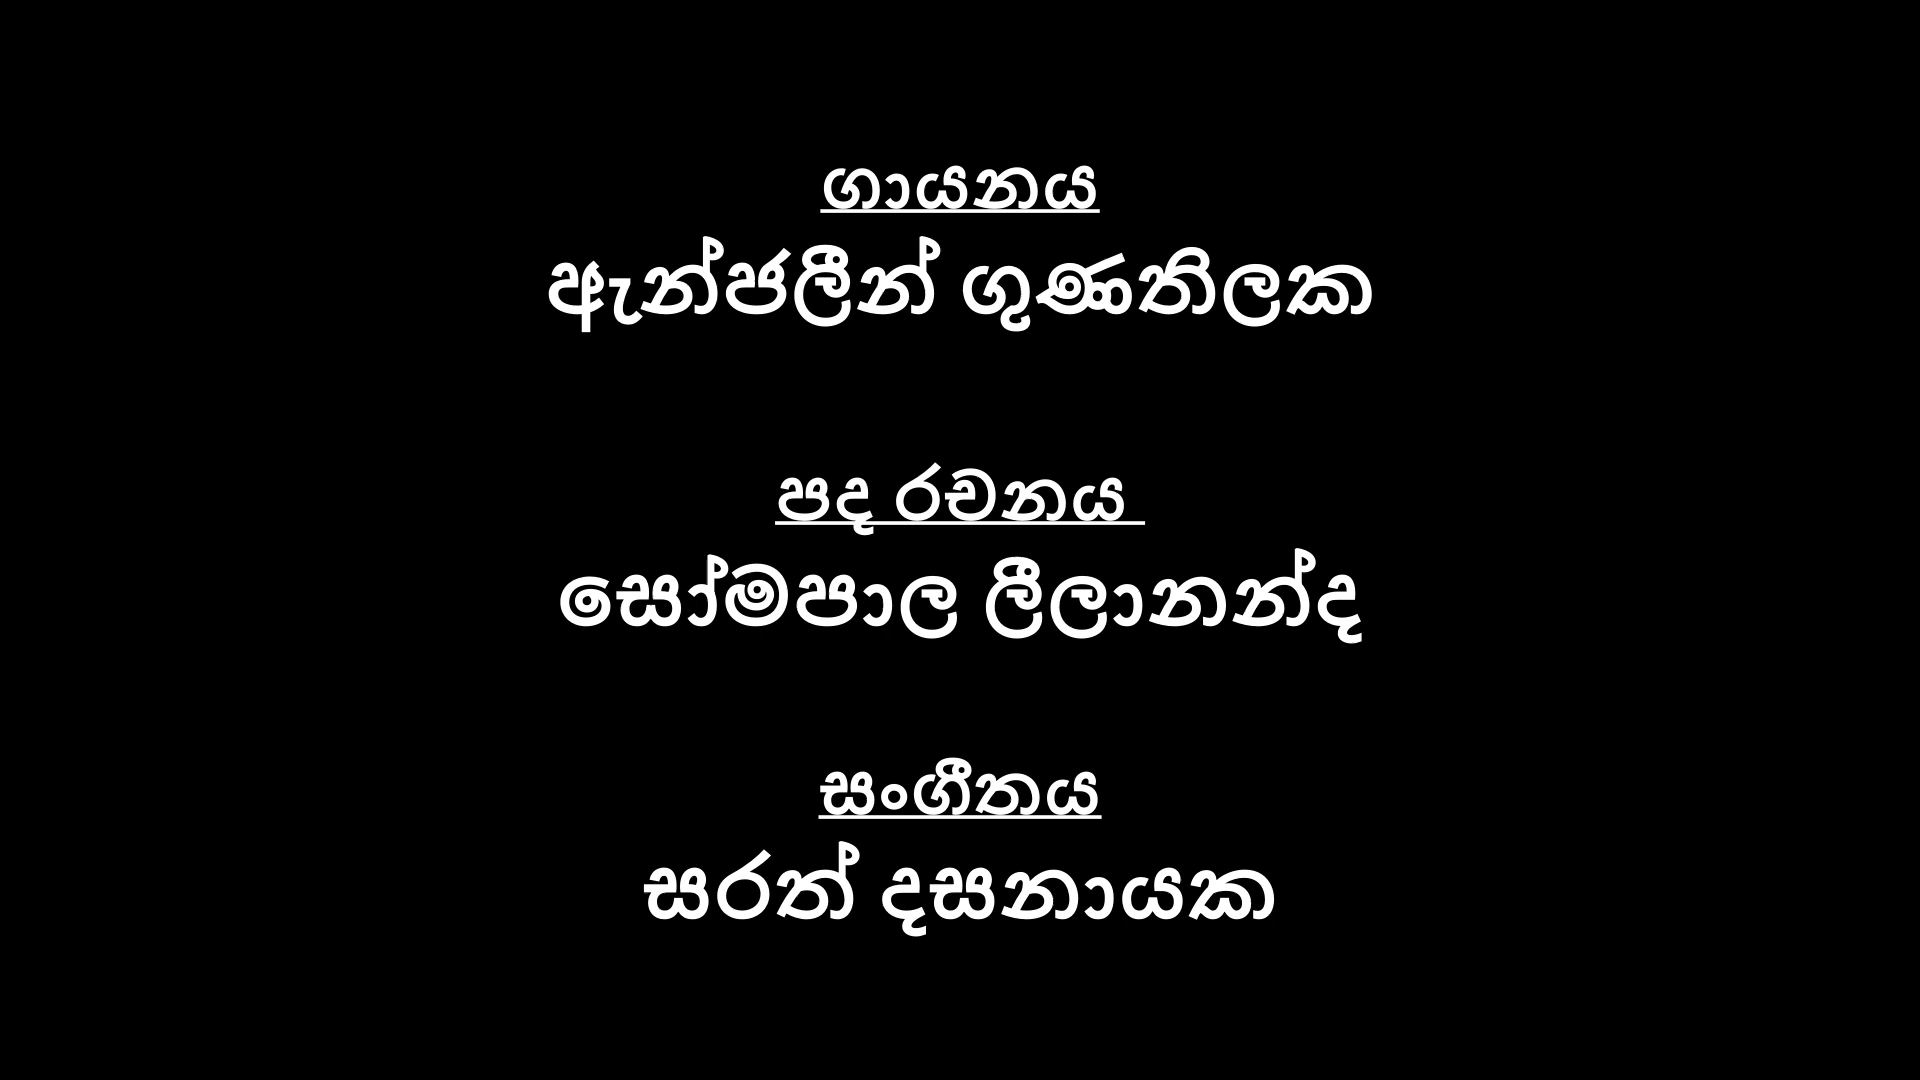 ගායනය
ඇන්ජලීන් ගුණතිලක
පද රචනය
සෝමපාල ලීලානන්ද
සංගීතය
සරත් දසනායක